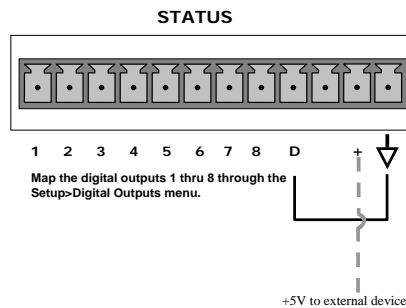 STATUS
1 2 3 4 5 6 7 8 D +
Map the digital outputs 1 thru 8 through the
Setup>Digital Outputs menu.
+5V to external device